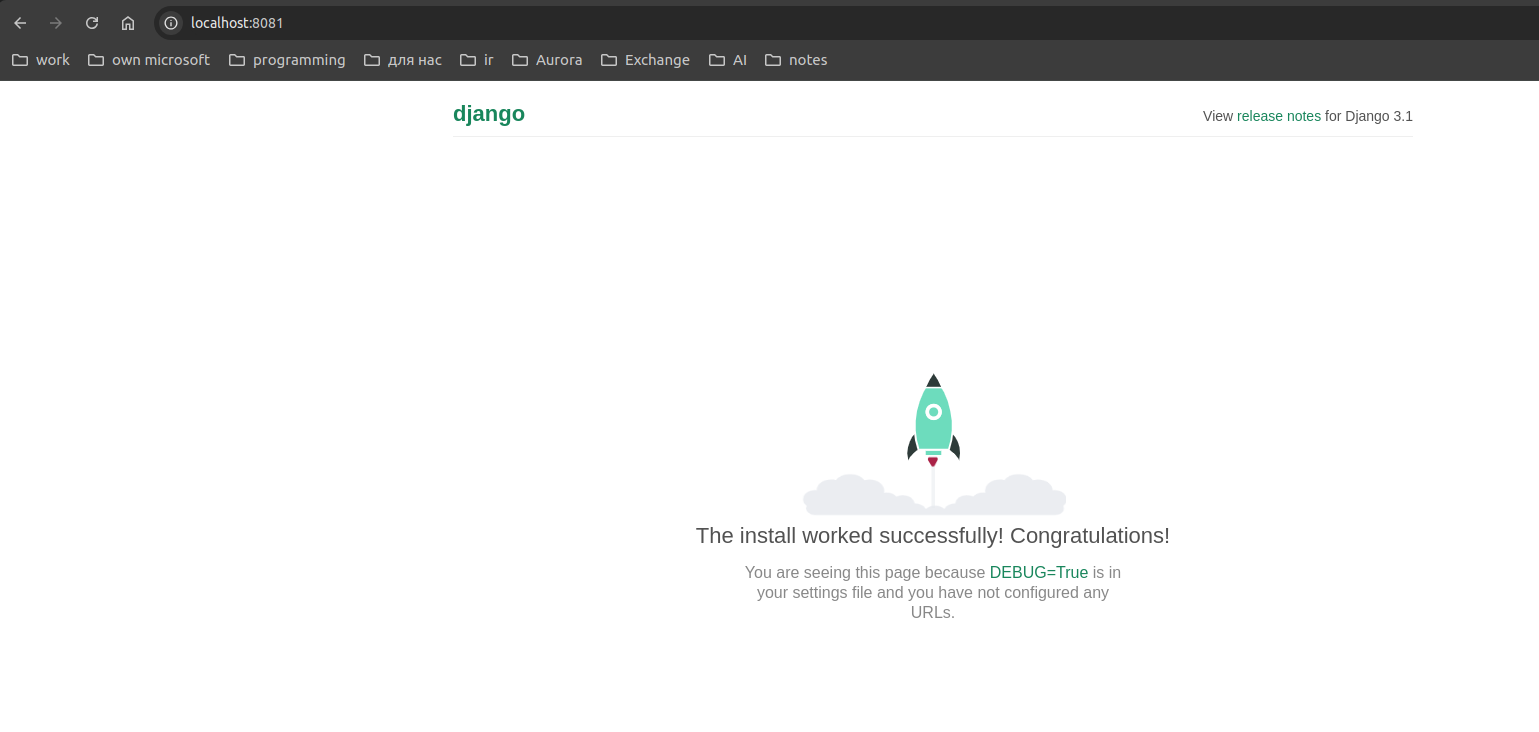 localhost:8081
work own microsoft programming для нас ir Aurora Exchange AI notes
django View release notes for Django 3.1
The install worked successfully! Congratulations!
You are seeing this page because DEBUG=True is in
your settings file and you have not configured any
URLs.